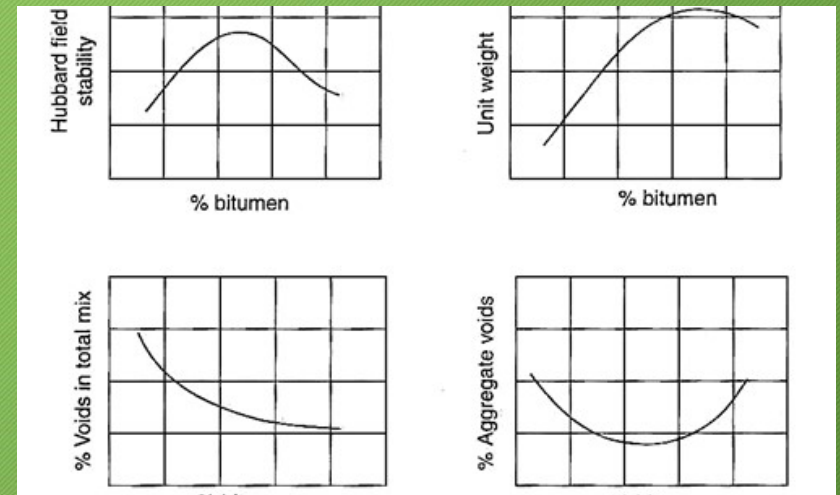 Hubbard field
stability
% bitumen
Unit weight
% bitumen
% Voids in total mix
% Aggregate voids